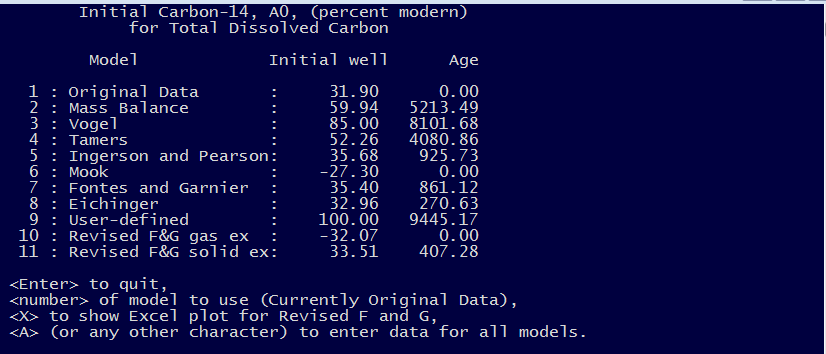 Initial Carbon-14, A0, (percent modern)
for Total Dissolved Carbon
Model Initial well Age
1 : Original Data : 31.90 0.00
2 : Mass Balance : 59.94 5213.49
3 : Vogel : 85.00 8101.68
4 : Tamers : 52.26 4080.86
5 : Ingerson and Pearson: 35.68 925.73
6 : Mook : -27.30 0.00
7 : Fontes and Garnier : 35.40 861.12
8 : Eichinger : 32.96 270.63
9 : User-defined : 100.00 9445.17
10 : Revised F&G gas ex : -32.07 0.00
11 : Revised F&G solid ex: 33.51 407.28
<Enter> to quit,
<number> of model to use (Currently Original Data),
<X> to show Excel plot for Revised F and G,
<A> (or any other character) to enter data for all models.